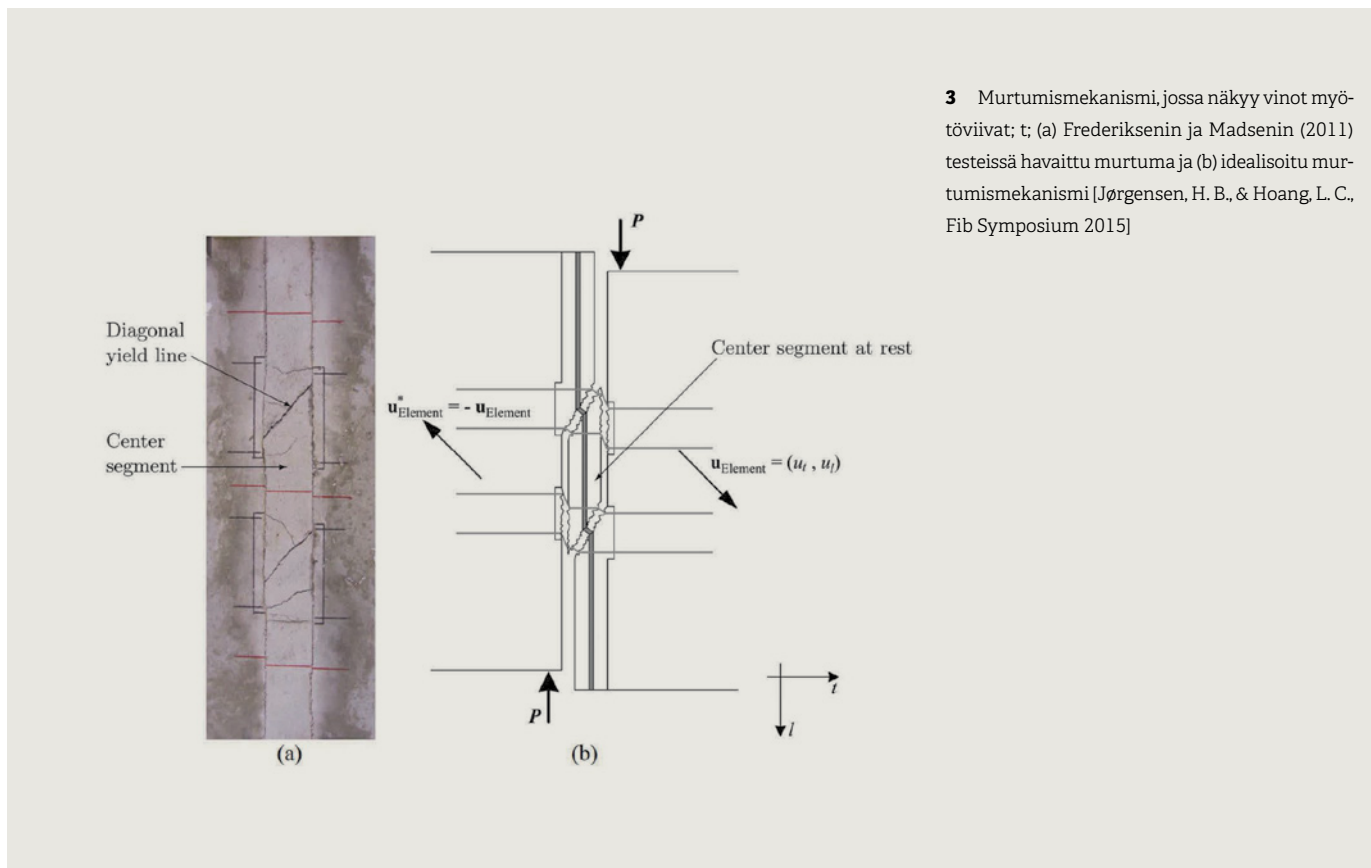 3 Murtumismekanismi, jossa näkyy vinot myö-
töviivat; t; (a) Frederiksenin ja Madsenin (2011)
testeissä havaittu murtuma ja (b) idealisoitu mur-
tumismekanismi [Jørgensen, H. B., & Hoang, L. C.,
Fib Symposium 2015]
P
Diagonal
yield line
Center
segment
Center segment at rest
u*Element = - uElement
uElement = (ut , ul)
P
t
l
(a)
(b)